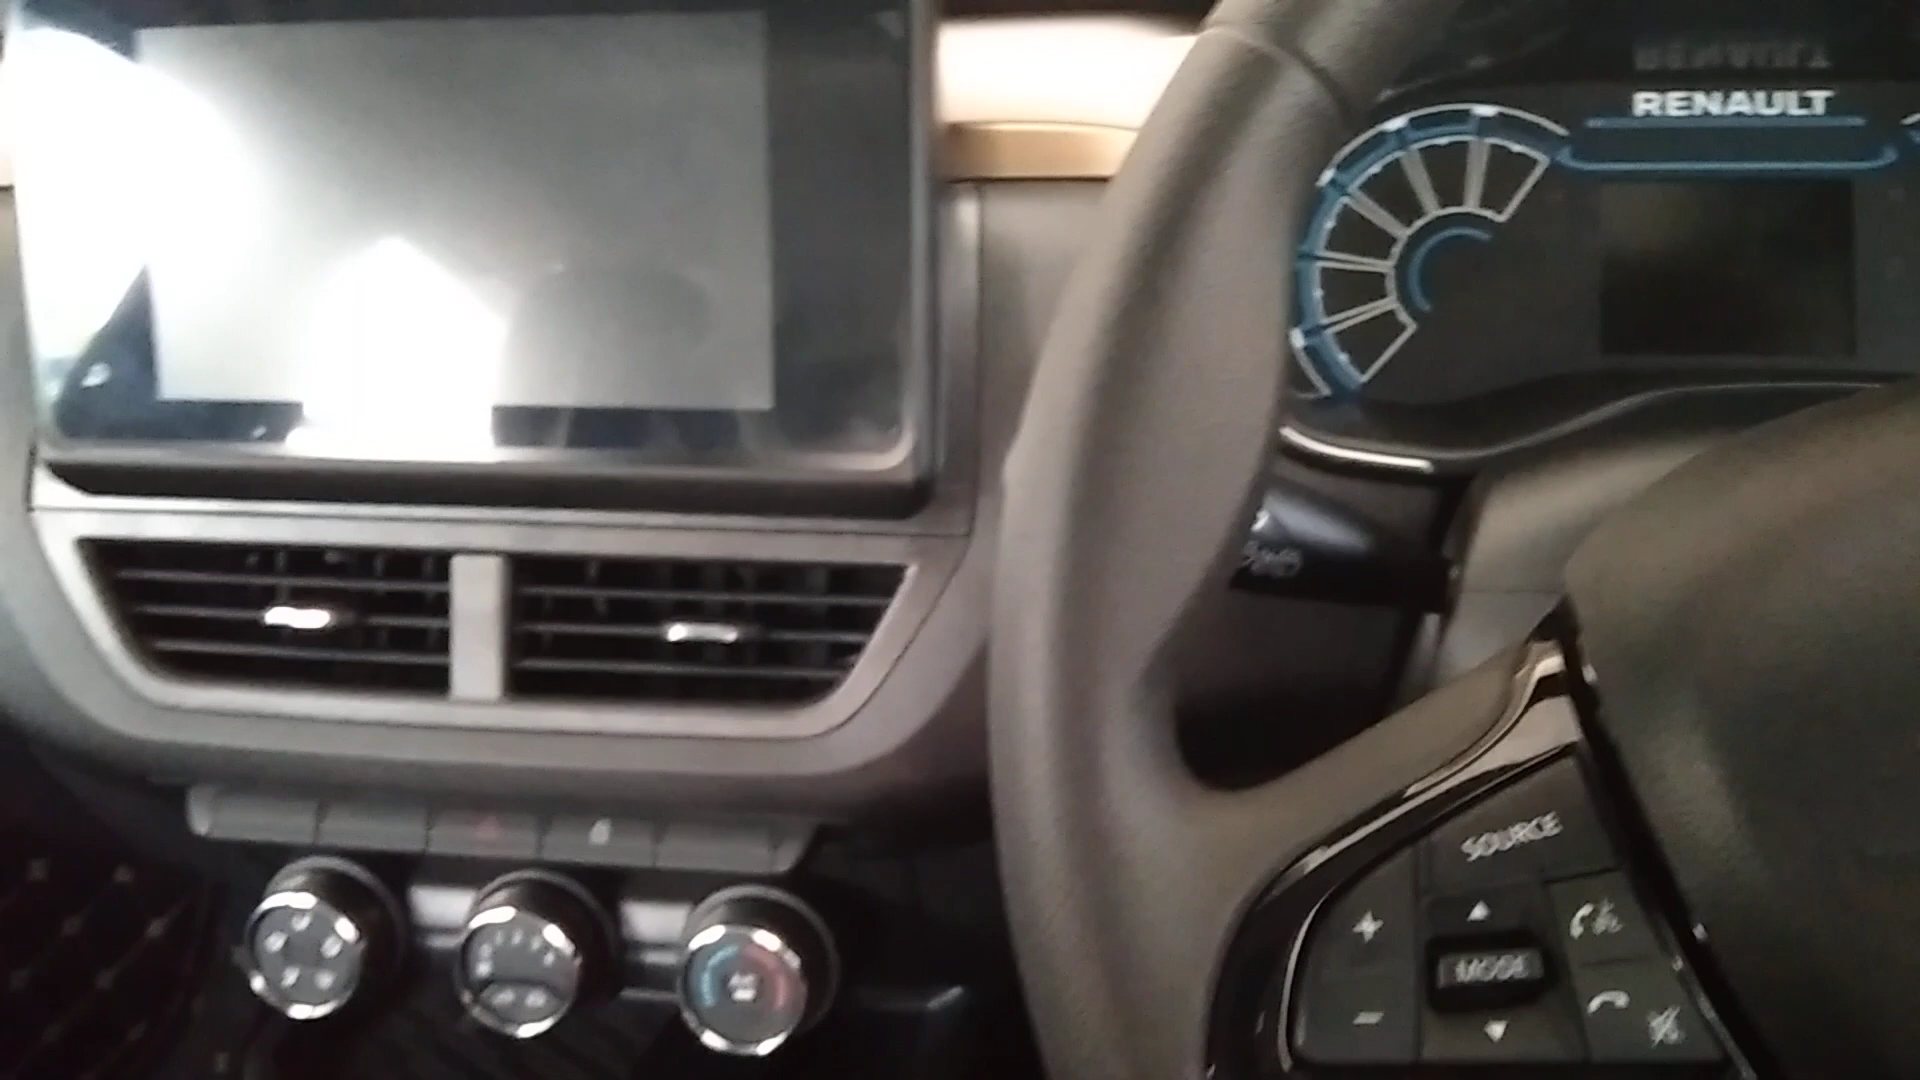 RENAULT
SOURCE
+
MODE
-